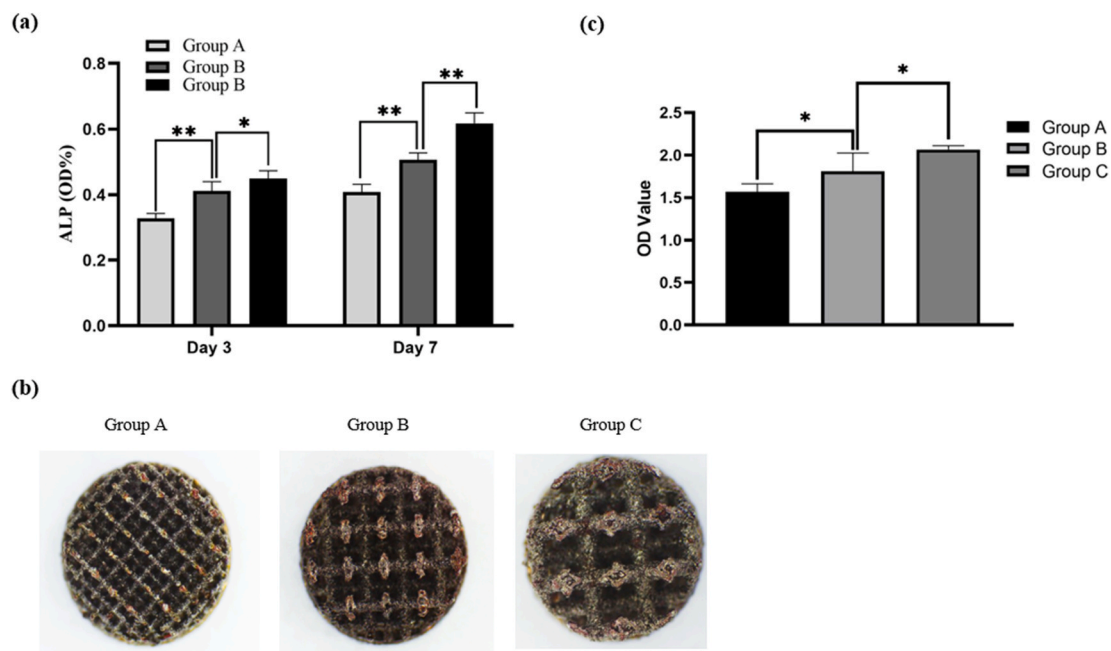 (a)
Group A
Group B
Group B
ALP (OD%)
0.8
0.6
0.4
0.2
0.0
** * ** **
Day 3 Day 7
(c)
* *
OD Value
2.5
2.0
1.5
1.0
0.5
0.0
Group A
Group B
Group C
(b)
Group A Group B Group C